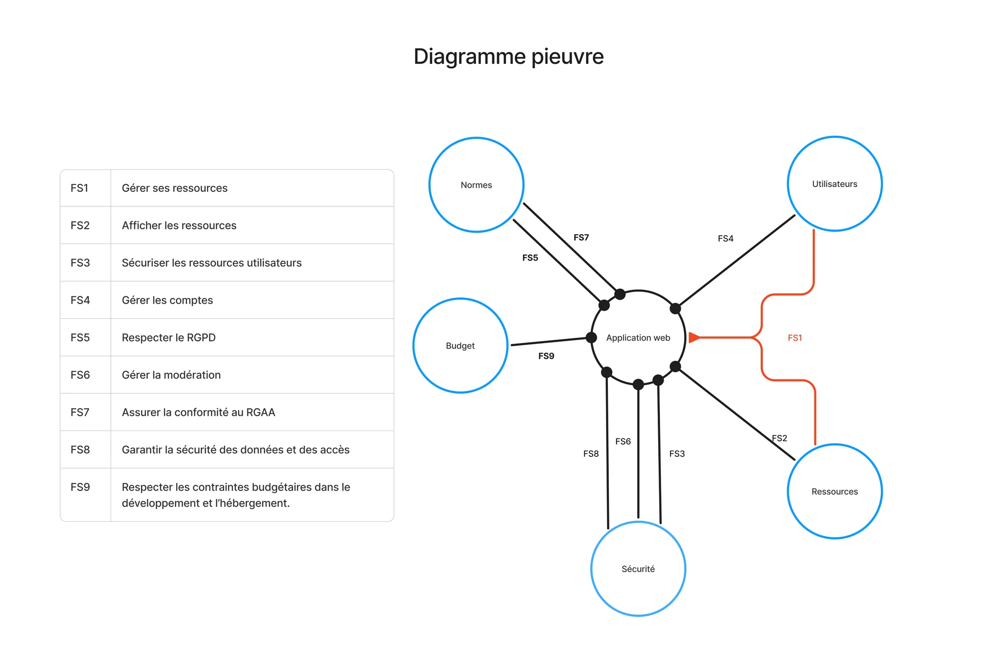 Diagramme pieuvre
FS1 Gérer ses ressources
FS2 Afficher les ressources
FS3 Sécuriser les ressources utilisateurs
FS4 Gérer les comptes
FS5 Respecter le RGPD
FS6 Gérer la modération
FS7 Assurer la conformité au RGAA
FS8 Garantir la sécurité des données et des accès
FS9 Respecter les contraintes budgétaires dans le
développement et l’hébergement.
Normes
Utilisateurs
FS7
FS4
FS5
Application web
FS1
Budget
FS9
FS2
FS6
FS8
FS3
Ressources
Sécurité